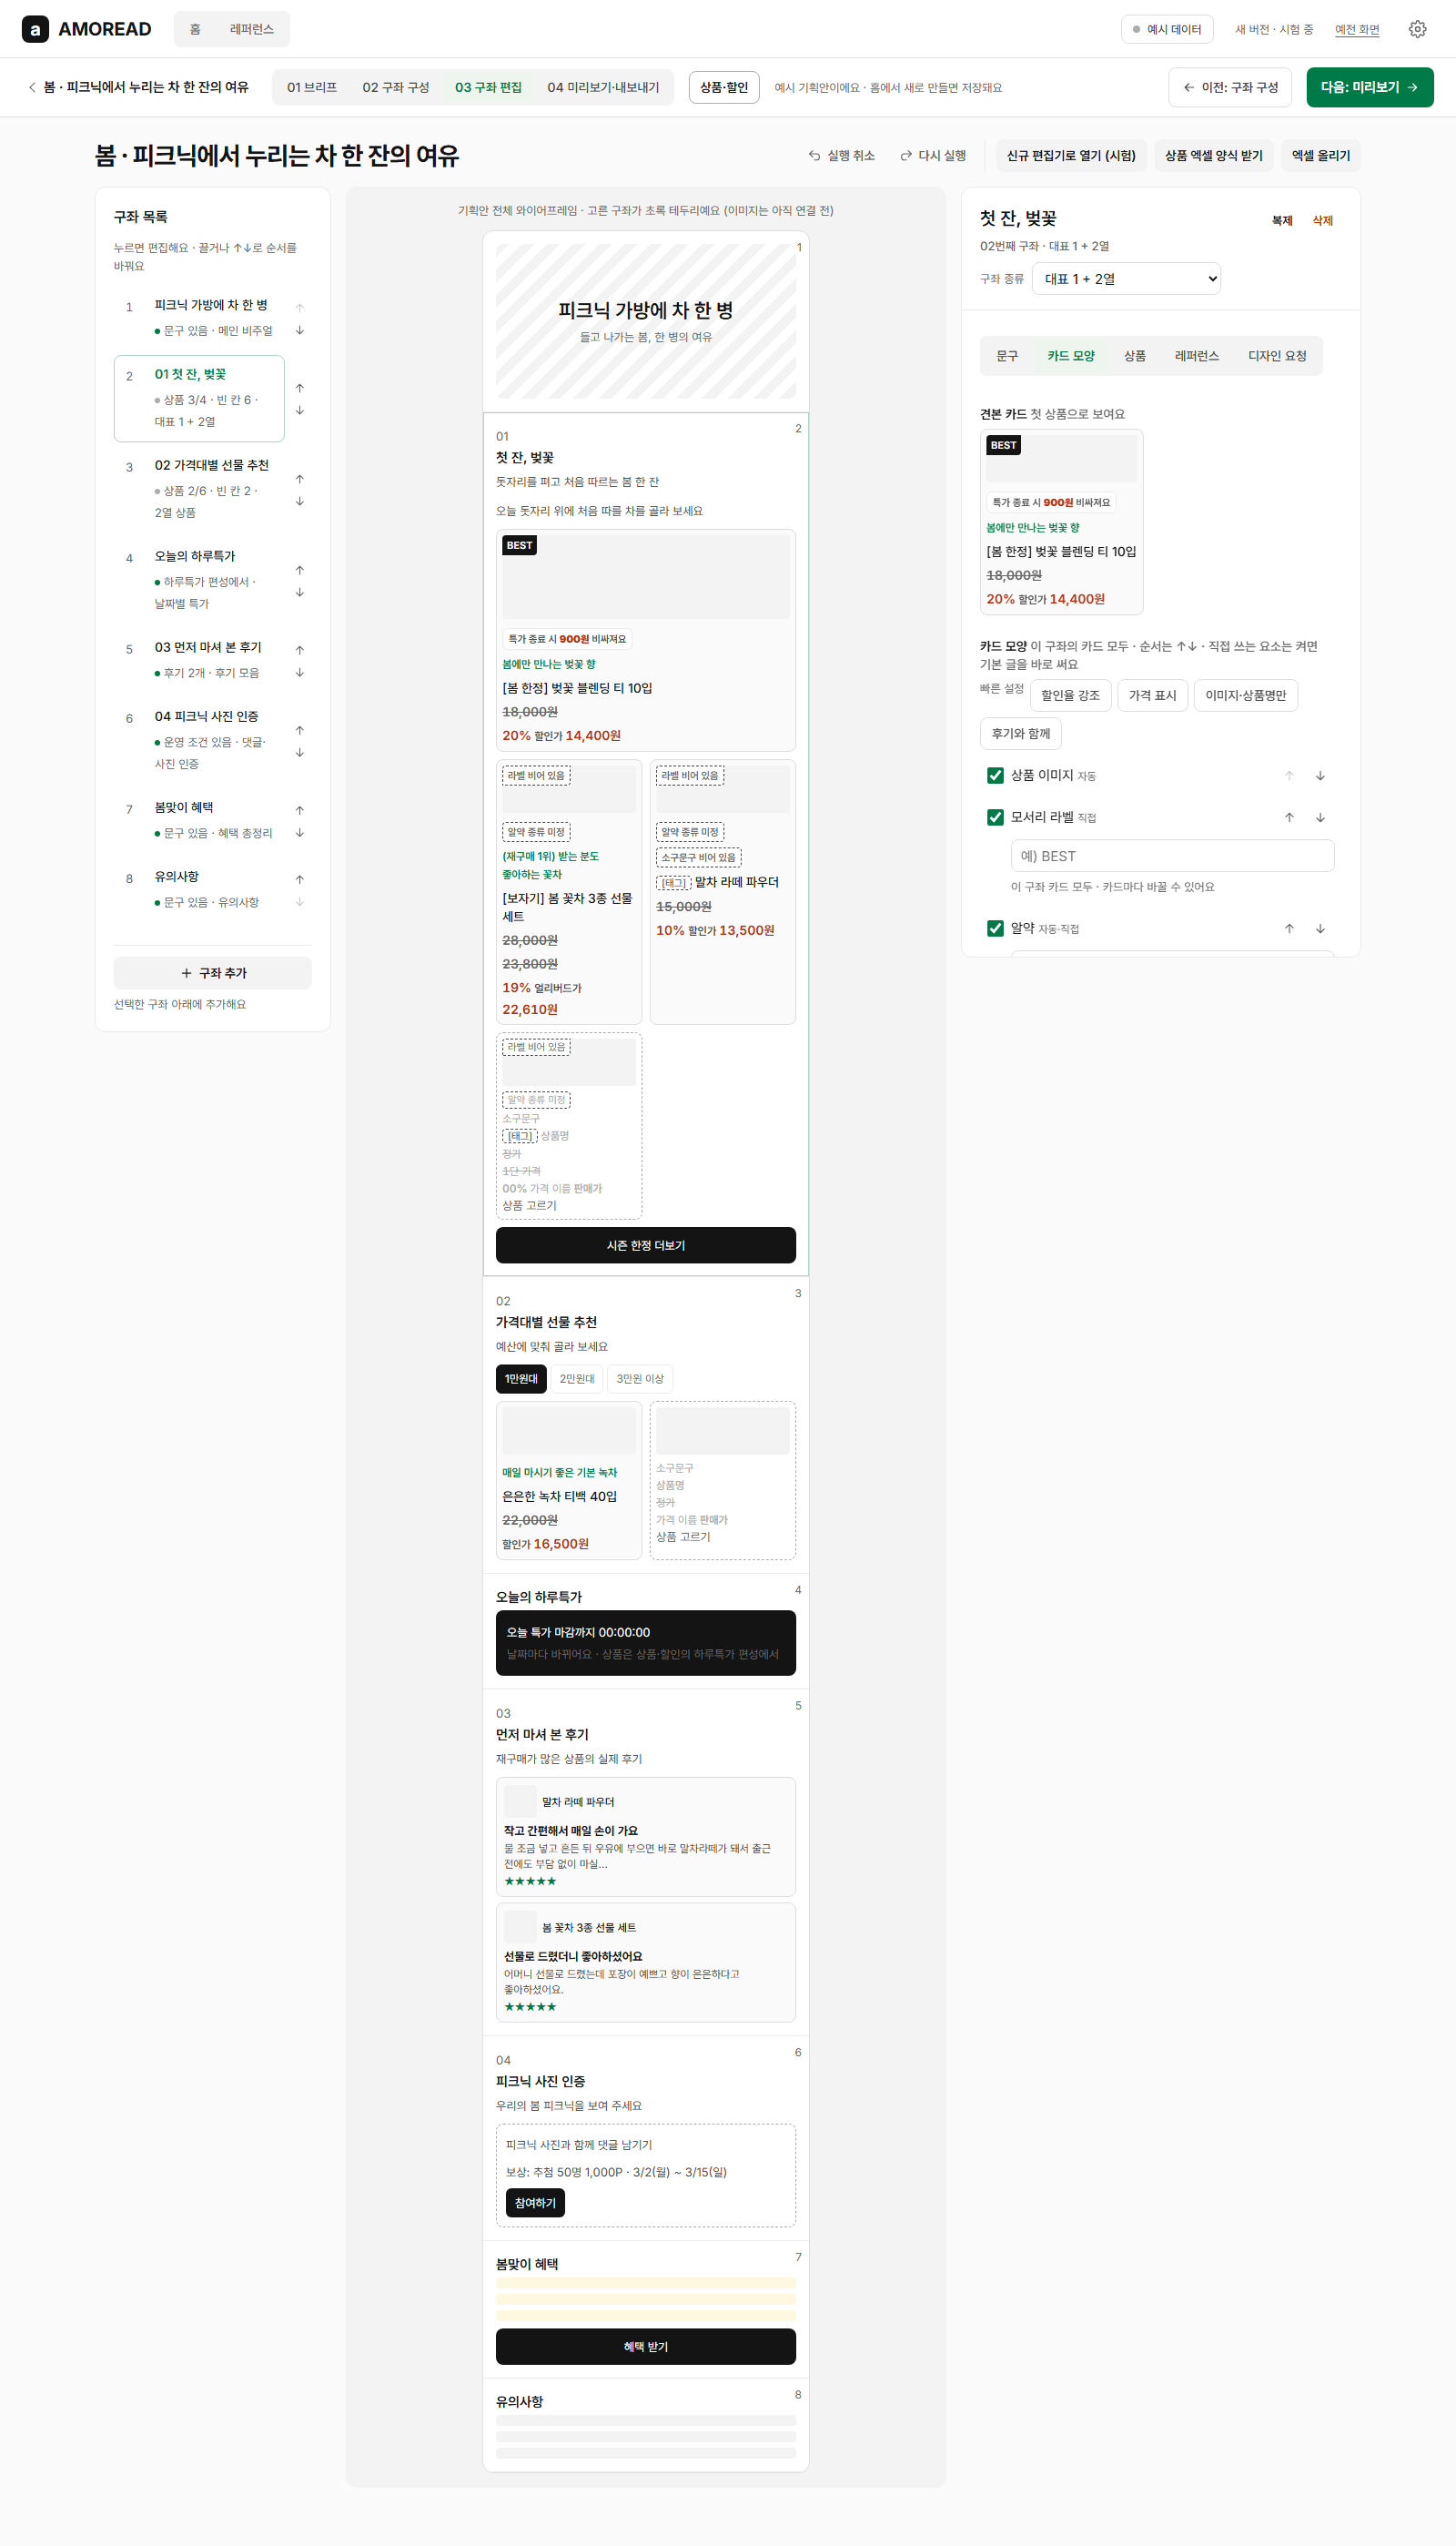 a AMOREAD
홈 레퍼런스
예시 데이터
새 버전 · 시험 중
예전 화면
봄 · 피크닉에서 누리는 차 한 잔의 여유
01 브리프 02 구좌 구성 03 구좌 편집 04 미리보기·내보내기
상품·할인
예시 기획안이에요 · 홈에서 새로 만들면 저장돼요
← 이전: 구좌 구성
다음: 미리보기 →
봄 · 피크닉에서 누리는 차 한 잔의 여유
실행 취소
다시 실행
신규 편집기로 열기 (시험)
상품 엑셀 양식 받기
엑셀 올리기
구좌 목록
누르면 편집해요 · 끌거나 ↑↓로 순서를
바꿔요
1 피크닉 가방에 차 한 병 ↑
문구 있음 · 메인 비주얼 ↓
2 01 첫 잔, 벚꽃 ↑
상품 3/4 · 빈 칸 6 · ↓
대표 1 + 2열
3 02 가격대별 선물 추천 ↑
상품 2/6 · 빈 칸 2 · ↓
2열 상품
4 오늘의 하루특가 ↑
하루특가 편성에서 · ↓
날짜별 특가
5 03 먼저 마셔 본 후기 ↑
후기 2개 · 후기 모음 ↓
6 04 피크닉 사진 인증 ↑
운영 조건 있음 · 댓글· ↓
사진 인증
7 봄맞이 혜택 ↑
문구 있음 · 혜택 총정리 ↓
8 유의사항 ↑
문구 있음 · 유의사항 ↓
+ 구좌 추가
선택한 구좌 아래에 추가해요
기획안 전체 와이어프레임 · 고른 구좌가 초록 테두리예요 (이미지는 아직 연결 전)
1
피크닉 가방에 차 한 병
들고 나가는 봄, 한 병의 여유
2
01
첫 잔, 벚꽃
돗자리를 펴고 처음 따르는 봄 한 잔
오늘 돗자리 위에 처음 따를 차를 골라 보세요
BEST
특가 종료 시 900원 비싸져요
봄에만 만나는 벚꽃 향
[봄 한정] 벚꽃 블렌딩 티 10입
18,000원
20% 할인가 14,400원
라벨 비어 있음
알약 종류 미정
(재구매 1위) 받는 분도
좋아하는 꽃차
[보자기] 봄 꽃차 3종 선물
세트
28,000원
23,800원
19% 얼리버드가
22,610원
라벨 비어 있음
알약 종류 미정
소구문구 비어 있음
[태그] 말차 라떼 파우더
15,000원
10% 할인가 13,500원
라벨 비어 있음
알약 종류 미정
소구문구
[태그] 상품명
정가
1단 가격
00% 가격 이름 판매가
상품 고르기
시즌 한정 더보기
3
02
가격대별 선물 추천
예산에 맞춰 골라 보세요
1만원대 2만원대 3만원 이상
매일 마시기 좋은 기본 녹차
은은한 녹차 티백 40입
22,000원
할인가 16,500원
소구문구
상품명
정가
가격 이름 판매가
상품 고르기
4
오늘의 하루특가
오늘 특가 마감까지 00:00:00
날짜마다 바뀌어요 · 상품은 상품·할인의 하루특가 편성에서
5
03
먼저 마셔 본 후기
재구매가 많은 상품의 실제 후기
말차 라떼 파우더
작고 간편해서 매일 손이 가요
물 조금 넣고 흔든 뒤 우유에 부으면 바로 말차라떼가 돼서 출근
전에도 부담 없이 마실...
★★★★★
봄 꽃차 3종 선물 세트
선물로 드렸더니 좋아하셨어요
어머니 선물로 드렸는데 포장이 예쁘고 향이 은은하다고
좋아하셨어요.
★★★★★
6
04
피크닉 사진 인증
우리의 봄 피크닉을 보여 주세요
피크닉 사진과 함께 댓글 남기기
보상: 추첨 50명 1,000P · 3/2(월) ~ 3/15(일)
참여하기
7
봄맞이 혜택
혜택 받기
8
유의사항
첫 잔, 벚꽃
복제 삭제
02번째 구좌 · 대표 1 + 2열
구좌 종류 대표 1 + 2열
문구 카드 모양 상품 레퍼런스 디자인 요청
견본 카드 첫 상품으로 보여요
BEST
특가 종료 시 900원 비싸져요
봄에만 만나는 벚꽃 향
[봄 한정] 벚꽃 블렌딩 티 10입
18,000원
20% 할인가 14,400원
카드 모양 이 구좌의 카드 모두 · 순서는 ↑↓ · 직접 쓰는 요소는 켜면
기본 글을 바로 써요
빠른 설정 할인율 강조 가격 표시 이미지·상품명만
후기와 함께
상품 이미지 자동 ↑ ↓
모서리 라벨 직접 ↑ ↓
예) BEST
이 구좌 카드 모두 · 카드마다 바꿀 수 있어요
알약 자동·직접 ↑ ↓